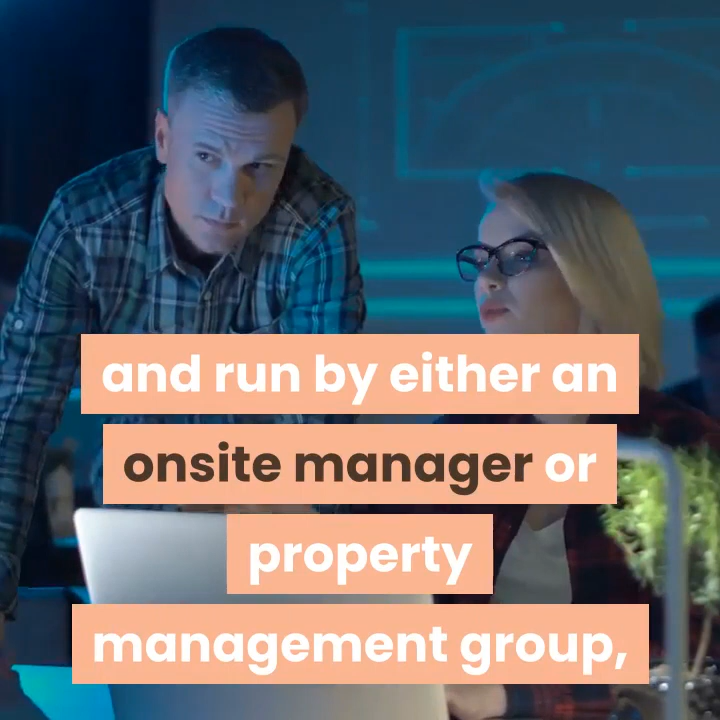 and run by either an
onsite manager or
property
management group,